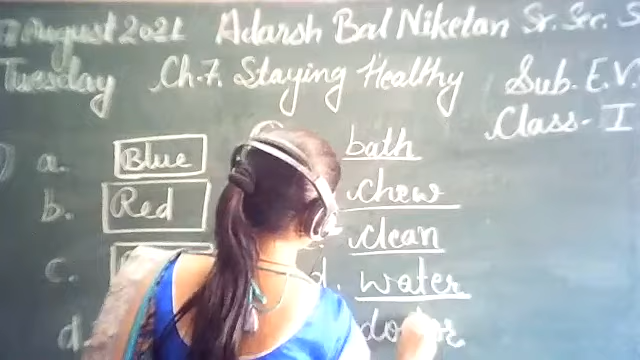 August 2021 Adarsh Bal Niketan Sr. Sec. S
Tuesday Ch-7. Staying Healthy Sub. E.V.
Class-I
a. Blue bath
b. Red chew
c. clean
d. water
d. doctor